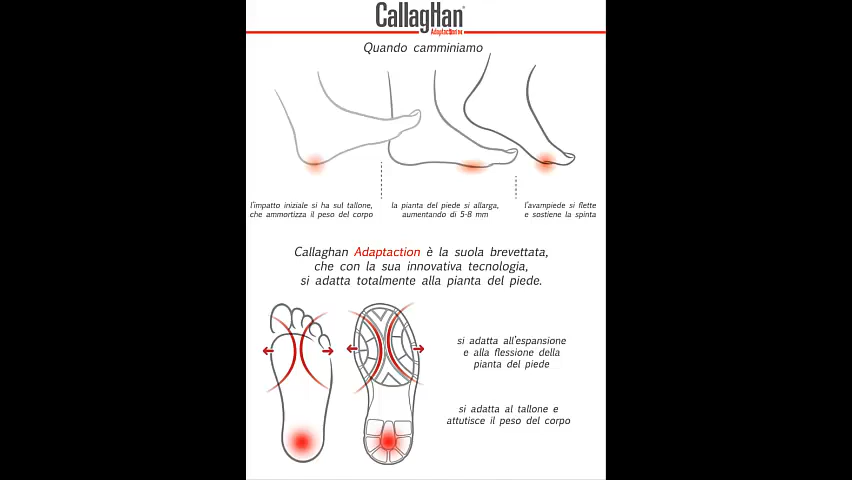 CallagHan
Adaptaction
Quando camminiamo
l'impatto iniziale si ha sul tallone,
che ammortizza il peso del corpo
la pianta del piede si allarga,
aumentando di 5-8 mm
l'avampiede si flette
e sostiene la spinta
Callaghan Adaptaction è la suola brevettata,
che con la sua innovativa tecnologia,
si adatta totalmente alla pianta del piede.
si adatta all'espansione
e alla flessione della
pianta del piede
si adatta al tallone e
attutisce il peso del corpo